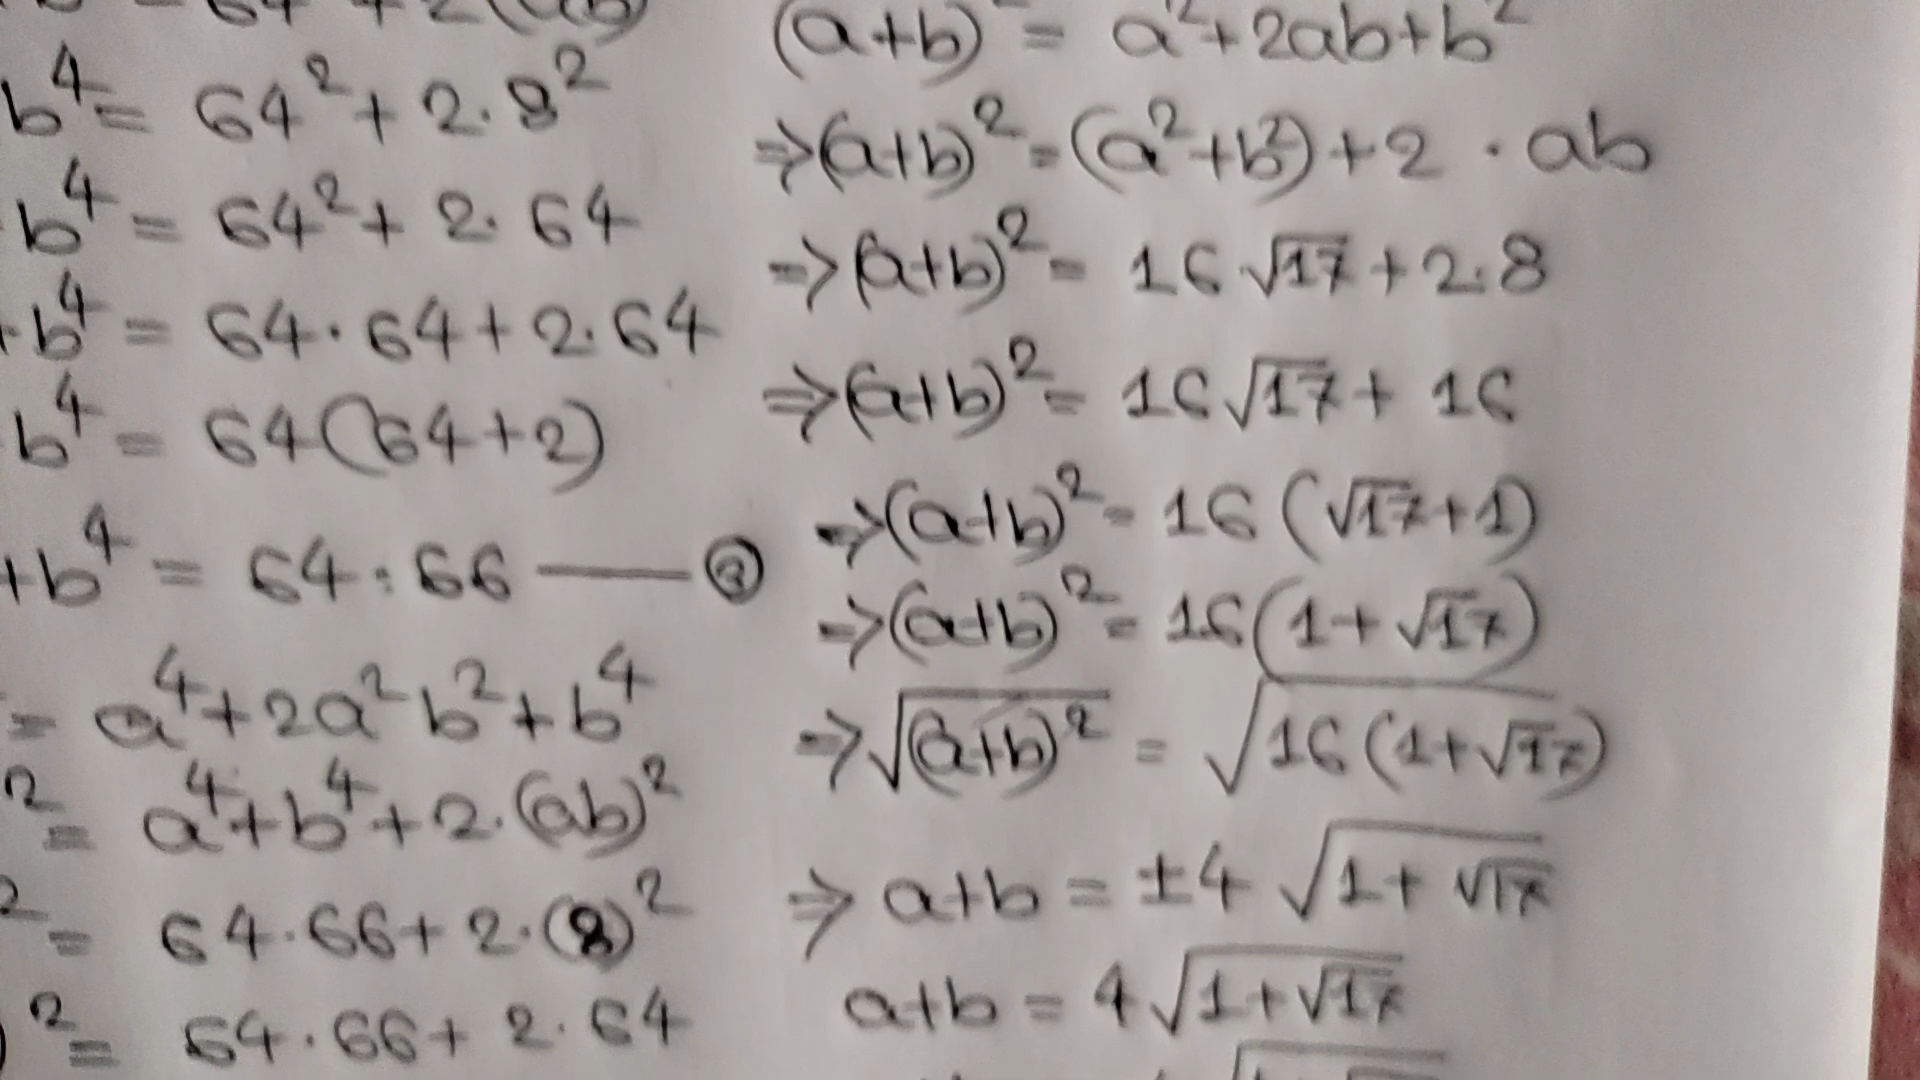 = 64² + 2(ab)
b⁴ = 64² + 2·8²
b⁴ = 64² + 2·64
+b⁴ = 64·64 + 2·64
b⁴ = 64(64+2)
+b⁴ = 64·66 —— ③
= a⁴+2a²b²+b⁴
² = a⁴+b⁴+2·(ab)²
² = 64·66+2·(8)²
)² = 64·66+2·64
(a+b)² = a²+2ab+b²
⇒(a+b)² = (a²+b²)+2·ab
⇒(a+b)² = 16√17+2·8
⇒(a+b)² = 16√17+16
⇒(a+b)² = 16(√17+1)
⇒(a+b)² = 16(1+√17)
⇒√(a+b)² = √16(1+√17)
⇒ a+b = ±4√1+√17
a+b = 4√1+√17